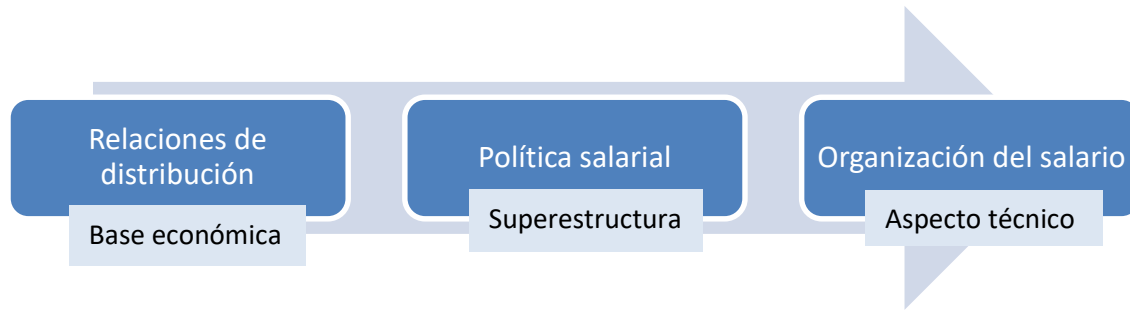 Relaciones de
distribución
Base económica
Política salarial
Superestructura
Organización del salario
Aspecto técnico